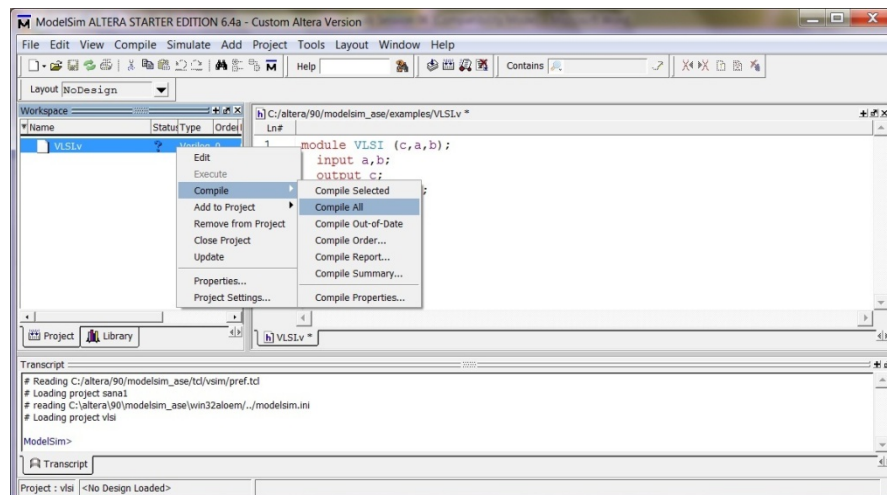 ModelSim ALTERA STARTER EDITION 6.4a - Custom Altera Version
File Edit View Compile Simulate Add Project Tools Layout Window Help
Help Contains
Layout NoDesign
Workspace
Name Status Type Order
VLSI.v ? Verilog 0
Edit
Execute
Compile
Add to Project
Remove from Project
Close Project
Update
Properties...
Project Settings...
Compile Selected
Compile All
Compile Out-of-Date
Compile Order...
Compile Report...
Compile Summary...
Compile Properties...
C:/altera/90/modelsim_ase/examples/VLSI.v *
Ln#
1 module VLSI (c,a,b);
input a,b;
output c;
;
Project Library
VLSI.v *
Transcript
# Reading C:/altera/90/modelsim_ase/tcl/vsim/pref.tcl
# Loading project sana1
# reading C:\altera\90\modelsim_ase\win32aloem/../modelsim.ini
# Loading project vlsi
ModelSim>
Transcript
Project : vlsi <No Design Loaded>